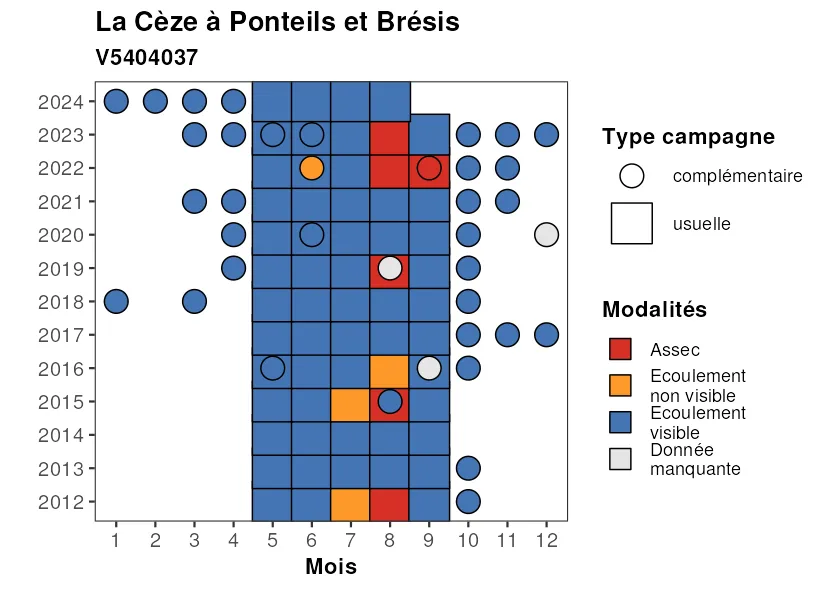 La Cèze à Ponteils et Brésis
V5404037
2024
2023
2022
2021
2020
2019
2018
2017
2016
2015
2014
2013
2012
1 2 3 4 5 6 7 8 9 10 11 12
Mois
Type campagne
complémentaire
usuelle
Modalités
Assec
Ecoulement
non visible
Ecoulement
visible
Donnée
manquante